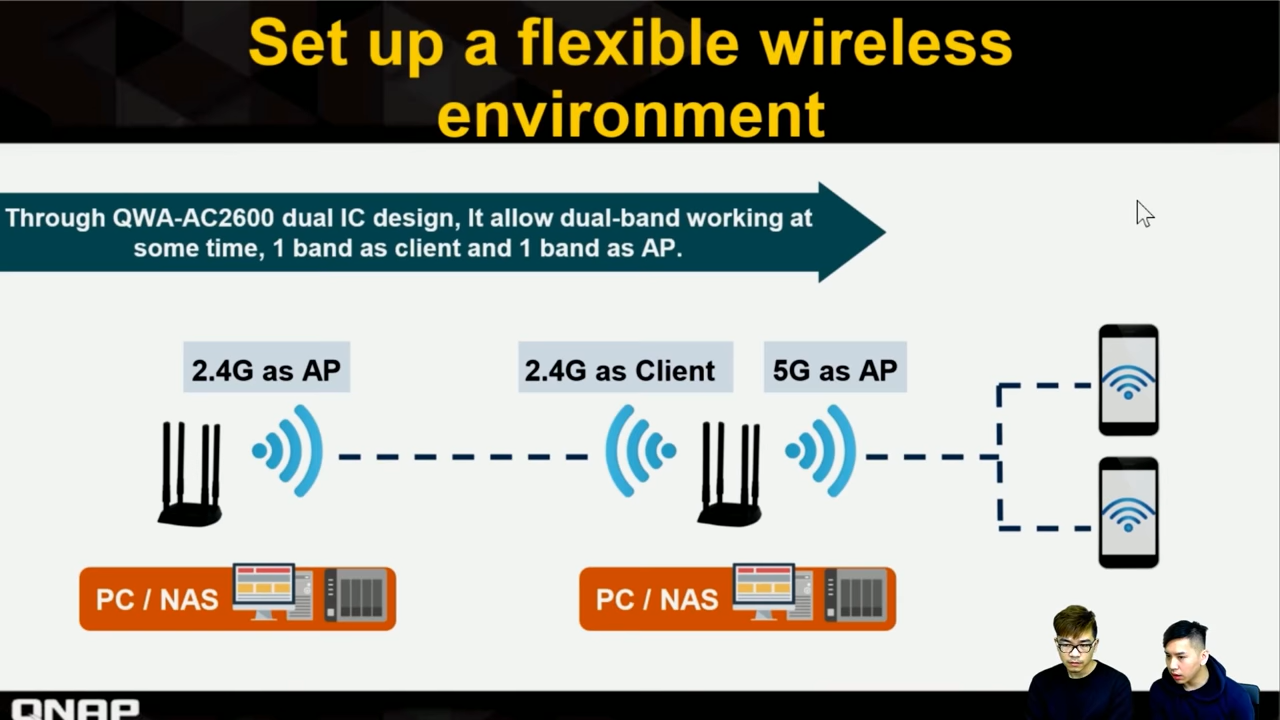 Set up a flexible wireless
environment
Through QWA-AC2600 dual IC design, It allow dual-band working at
some time, 1 band as client and 1 band as AP.
2.4G as AP
2.4G as Client
5G as AP
PC / NAS
PC / NAS
QNAP